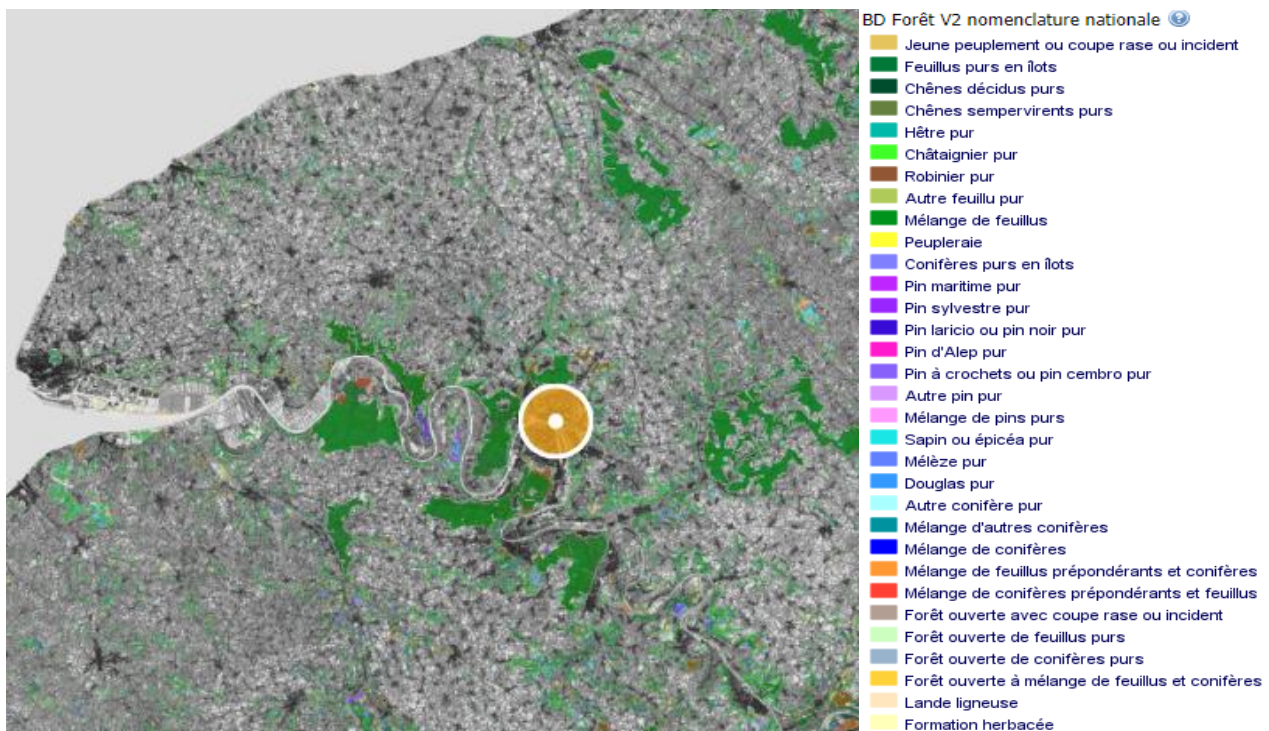 BD Forêt V2 nomenclature nationale
Jeune peuplement ou coupe rase ou incident
Feuillus purs en îlots
Chênes décidus purs
Chênes sempervirents purs
Hêtre pur
Châtaignier pur
Robinier pur
Autre feuillu pur
Mélange de feuillus
Peupleraie
Conifères purs en îlots
Pin maritime pur
Pin sylvestre pur
Pin laricio ou pin noir pur
Pin d'Alep pur
Pin à crochets ou pin cembro pur
Autre pin pur
Mélange de pins purs
Sapin ou épicéa pur
Mélèze pur
Douglas pur
Autre conifère pur
Mélange d'autres conifères
Mélange de conifères
Mélange de feuillus prépondérants et conifères
Mélange de conifères prépondérants et feuillus
Forêt ouverte avec coupe rase ou incident
Forêt ouverte de feuillus purs
Forêt ouverte de conifères purs
Forêt ouverte à mélange de feuillus et conifères
Lande ligneuse
Formation herbacée